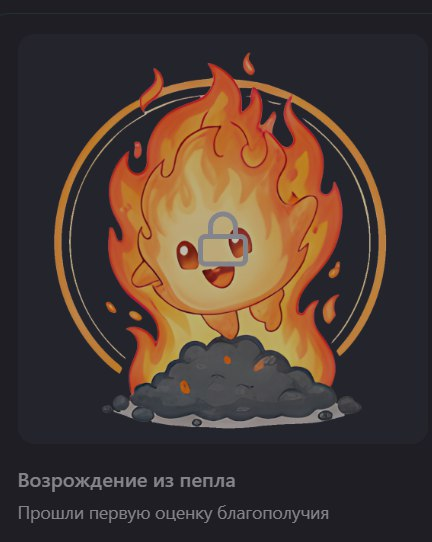 Возрождение из пепла
Прошли первую оценку благополучия